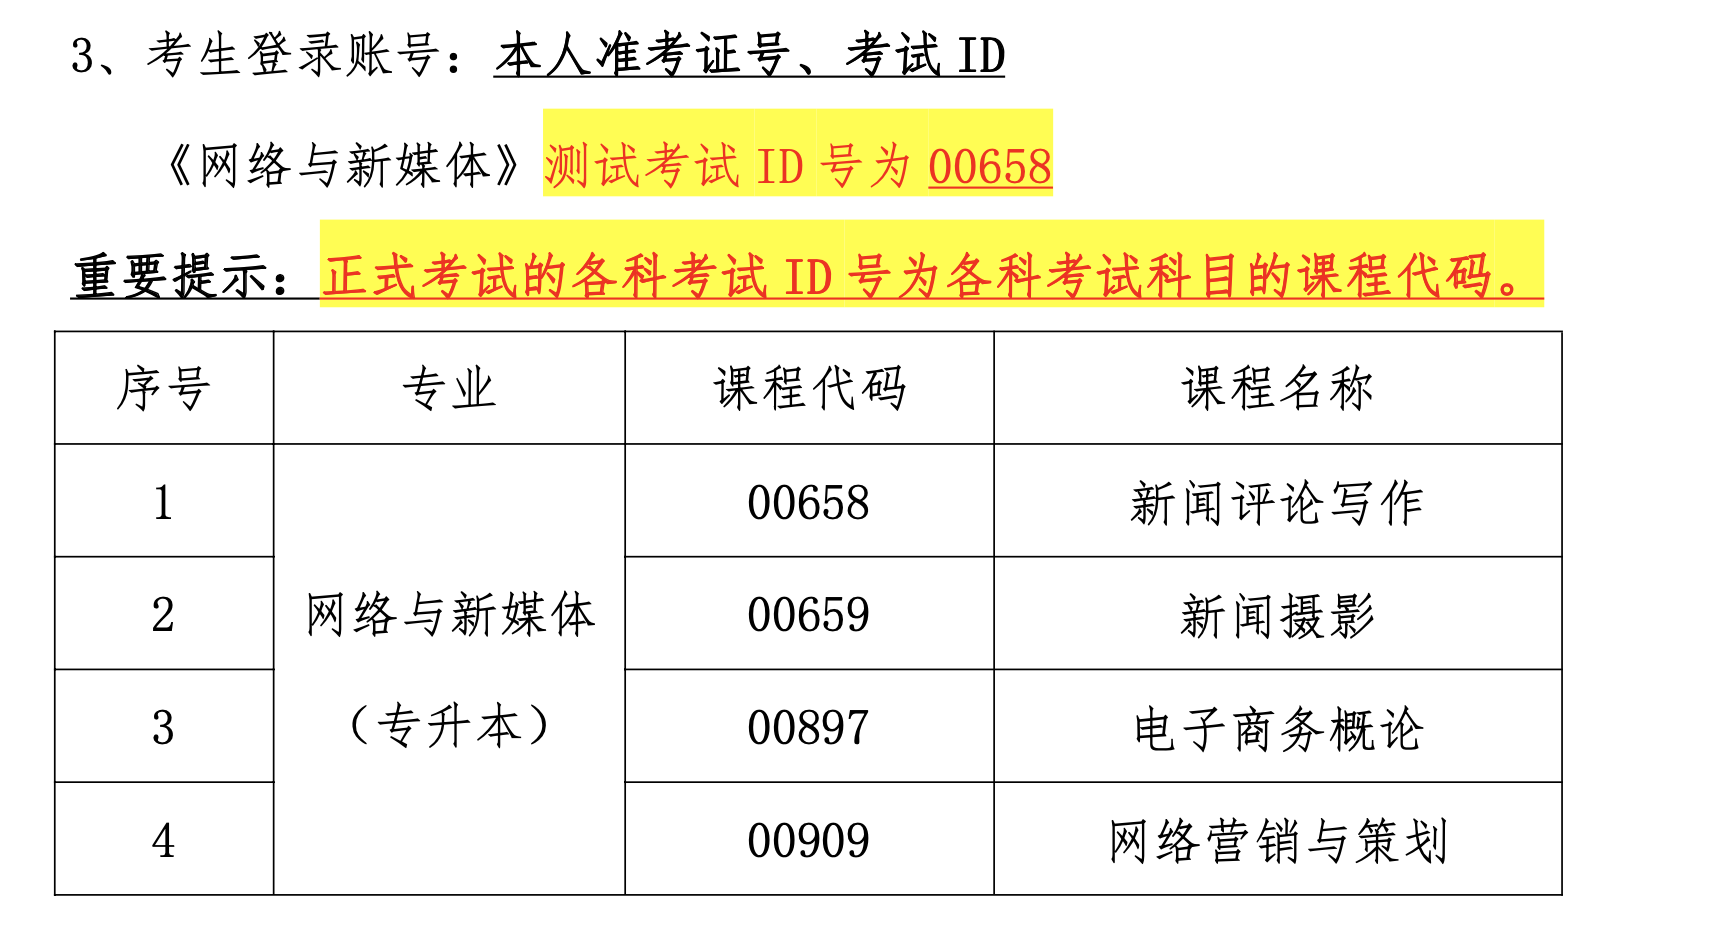 3、考生登录账号：本人准考证号、考试 ID
《网络与新媒体》测试考试 ID 号为 00658
重要提示：正式考试的各科考试 ID 号为各科考试科目的课程代码。
序号 专业 课程代码 课程名称
1 00658 新闻评论写作
网络与新媒体
2 00659 新闻摄影
（专升本）
3 00897 电子商务概论
4 00909 网络营销与策划